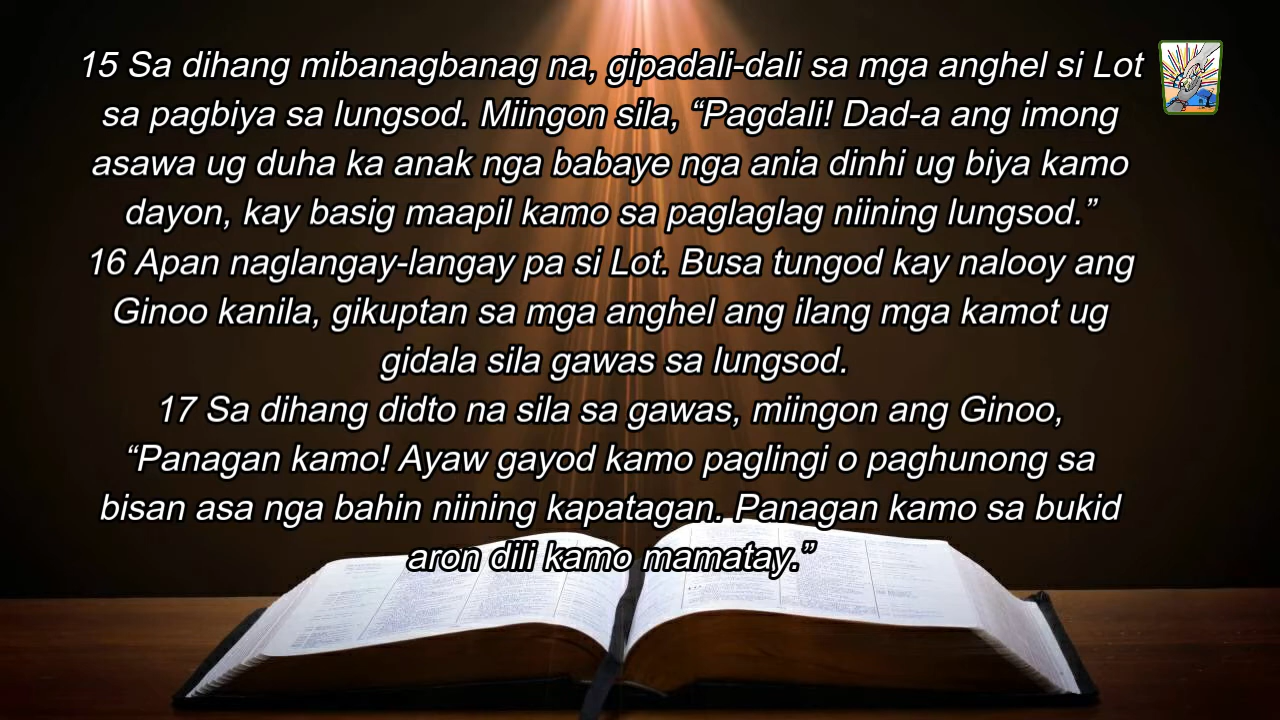 15 Sa dihang mibanagbanag na, gipadali-dali sa mga anghel si Lot
sa pagbiya sa lungsod. Miingon sila, “Pagdali! Dad-a ang imong
asawa ug duha ka anak nga babaye nga ania dinhi ug biya kamo
dayon, kay basig maapil kamo sa paglaglag niining lungsod.”
16 Apan naglangay-langay pa si Lot. Busa tungod kay nalooy ang
Ginoo kanila, gikuptan sa mga anghel ang ilang mga kamot ug
gidala sila gawas sa lungsod.
17 Sa dihang didto na sila sa gawas, miingon ang Ginoo,
“Panagan kamo! Ayaw gayod kamo paglingi o paghunong sa
bisan asa nga bahin niining kapatagan. Panagan kamo sa bukid
aron dili kamo mamatay.”